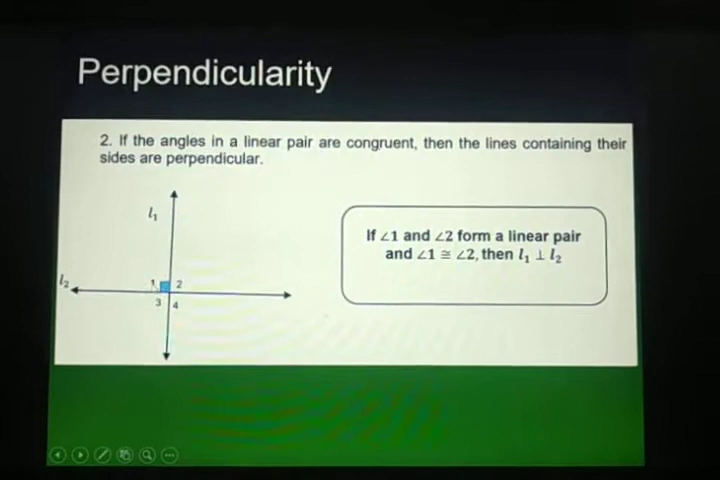 Perpendicularity
2. If the angles in a linear pair are congruent, then the lines containing their
sides are perpendicular.
l₁
If ∠1 and ∠2 form a linear pair
and ∠1 ≅ ∠2, then l₁ ⊥ l₂
l₂
1 2
3 4